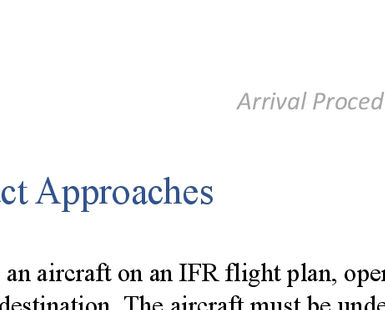 Arrival Proced
ct Approaches
an aircraft on an IFR flight plan, oper
destination. The aircraft must be unde